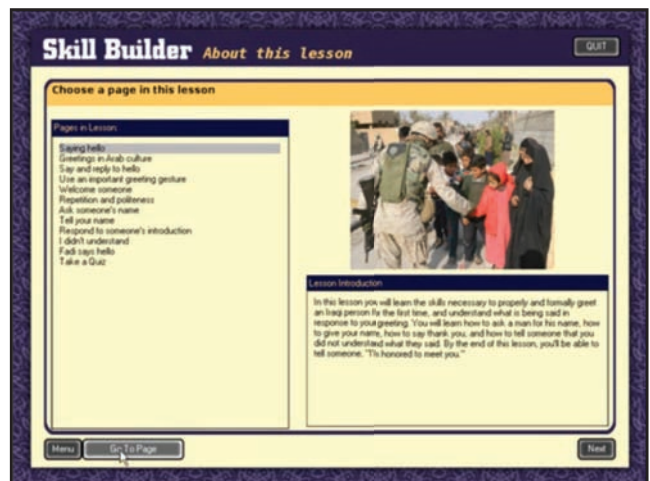 Skill Builder About this lesson
QUIT
Choose a page in this lesson
Pages in Lesson:
Saying hello
Greetings in Arab culture
Say and reply to hello
Use an important greeting gesture
Welcome someone
Repetition and politeness
Ask someone's name
Tell your name
Respond to someone's introduction
I didn't understand
Fadi says hello
Take a Quiz
Lesson Introduction
In this lesson you will learn the skills necessary to properly and formally greet
an Iraqi person for the first time, and understand what is being said in
response to your greeting. You will learn how to ask a man for his name, how
to give your name, how to say thank you, and how to tell someone that you
did not understand what they said. By the end of this lesson, you'll be able to
tell someone, "I'm honored to meet you."
Menu
Go To Page
Next